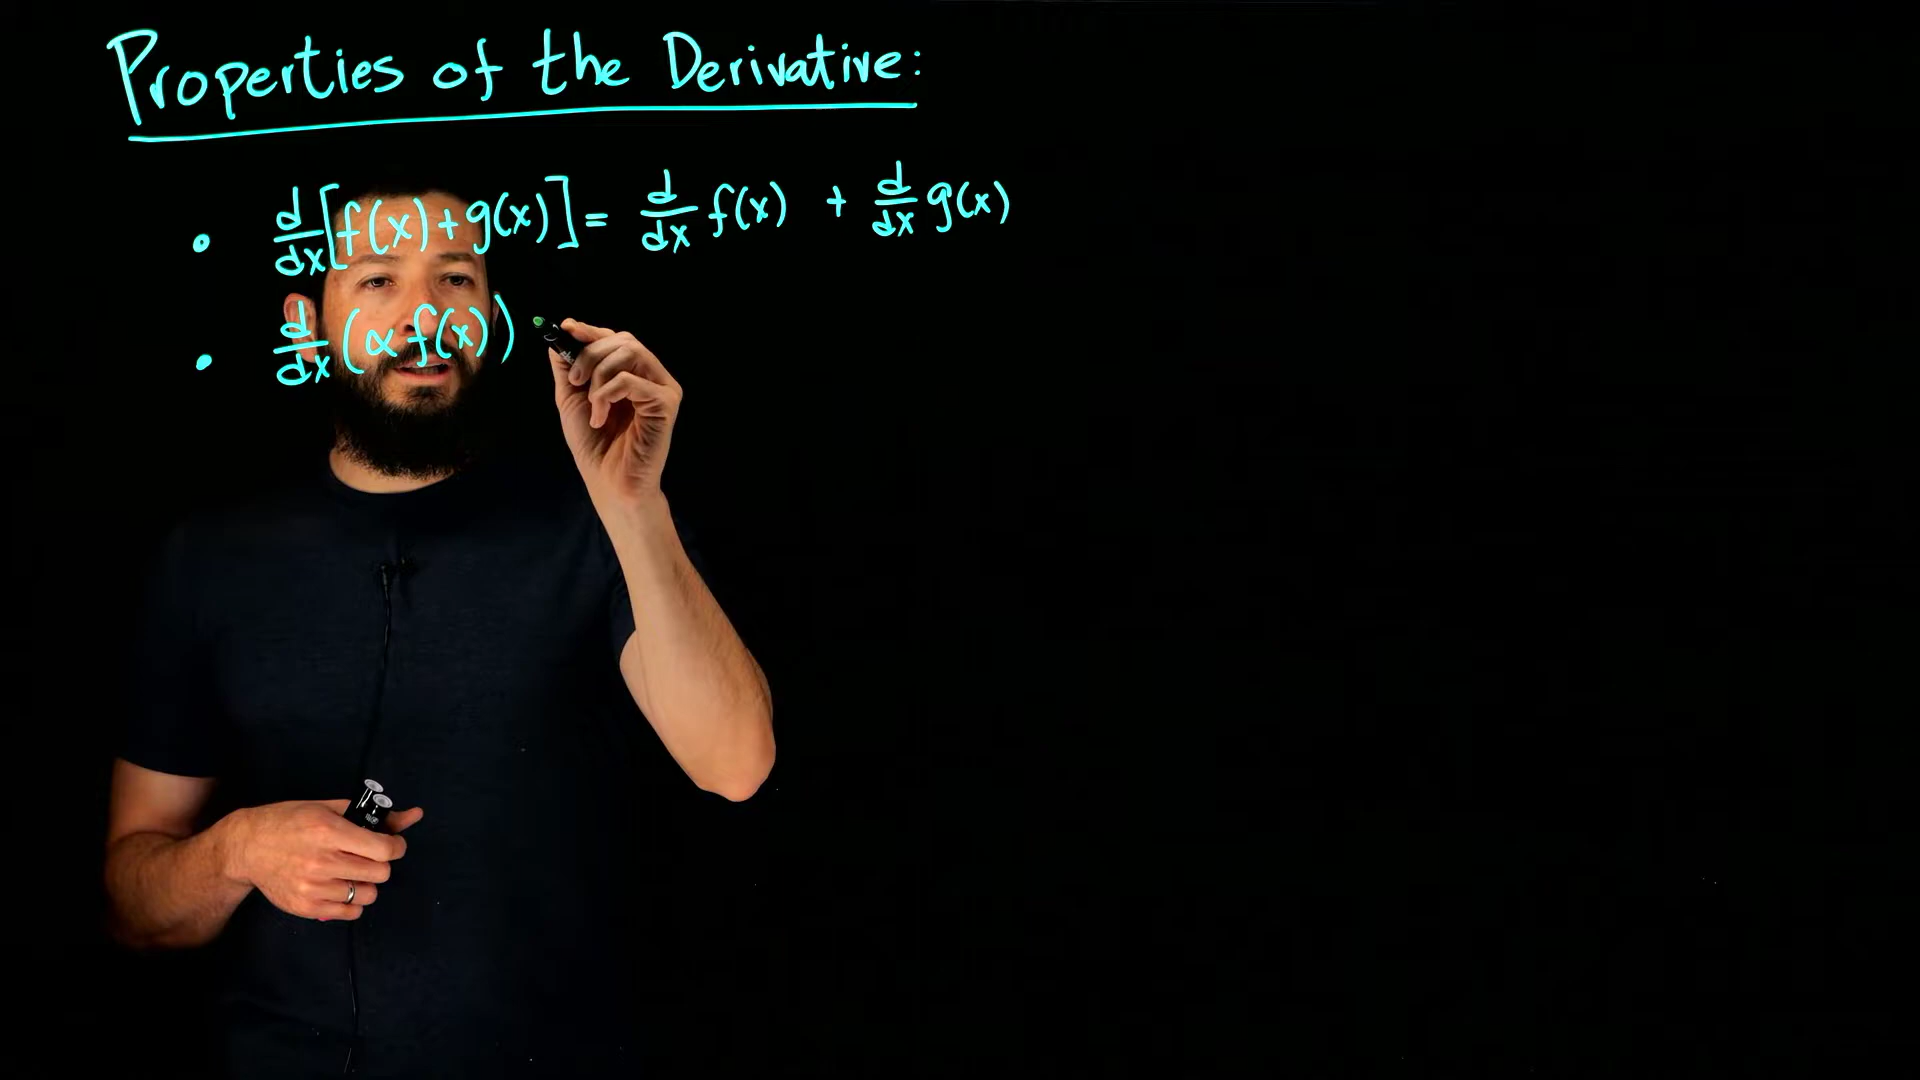 Properties of the Derivative:
• d/dx [f(x)+g(x)] = d/dx f(x) + d/dx g(x)
• d/dx (α f(x))